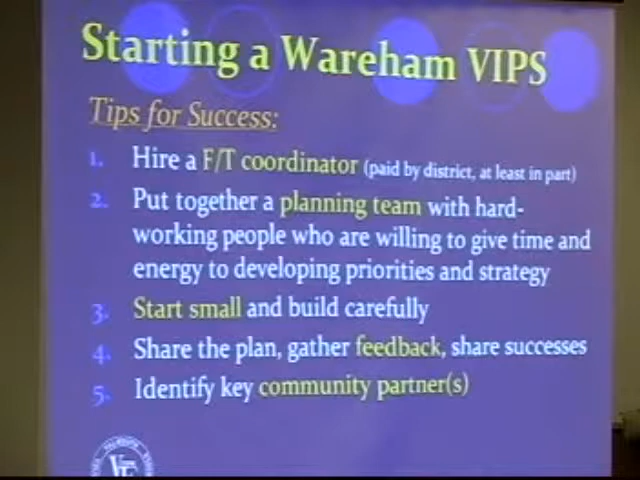 Starting a Wareham VIPS
Tips for Success:
1. Hire a F/T coordinator (paid by district, at least in part)
2. Put together a planning team with hard-
working people who are willing to give time and
energy to developing priorities and strategy
3. Start small and build carefully
4. Share the plan, gather feedback, share successes
5. Identify key community partner(s)